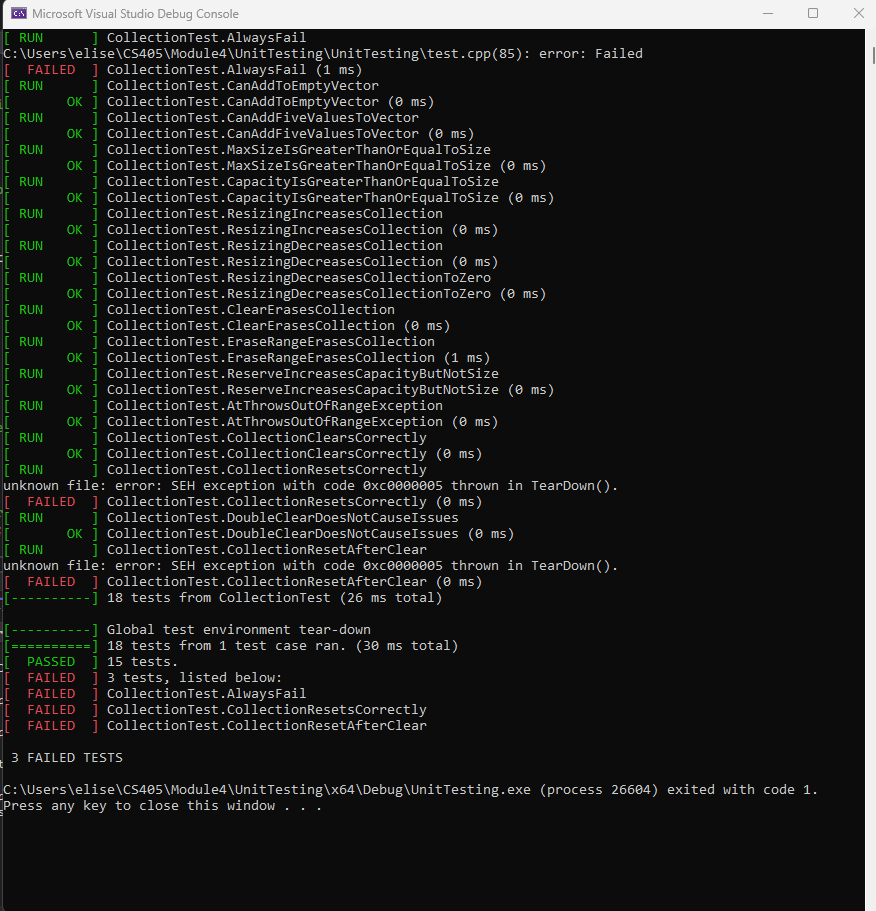 Microsoft Visual Studio Debug Console
[ RUN      ] CollectionTest.AlwaysFail
C:\Users\elise\CS405\Module4\UnitTesting\UnitTesting\test.cpp(85): error: Failed
[  FAILED  ] CollectionTest.AlwaysFail (1 ms)
[ RUN      ] CollectionTest.CanAddToEmptyVector
[       OK ] CollectionTest.CanAddToEmptyVector (0 ms)
[ RUN      ] CollectionTest.CanAddFiveValuesToVector
[       OK ] CollectionTest.CanAddFiveValuesToVector (0 ms)
[ RUN      ] CollectionTest.MaxSizeIsGreaterThanOrEqualToSize
[       OK ] CollectionTest.MaxSizeIsGreaterThanOrEqualToSize (0 ms)
[ RUN      ] CollectionTest.CapacityIsGreaterThanOrEqualToSize
[       OK ] CollectionTest.CapacityIsGreaterThanOrEqualToSize (0 ms)
[ RUN      ] CollectionTest.ResizingIncreasesCollection
[       OK ] CollectionTest.ResizingIncreasesCollection (0 ms)
[ RUN      ] CollectionTest.ResizingDecreasesCollection
[       OK ] CollectionTest.ResizingDecreasesCollection (0 ms)
[ RUN      ] CollectionTest.ResizingDecreasesCollectionToZero
[       OK ] CollectionTest.ResizingDecreasesCollectionToZero (0 ms)
[ RUN      ] CollectionTest.ClearErasesCollection
[       OK ] CollectionTest.ClearErasesCollection (0 ms)
[ RUN      ] CollectionTest.EraseRangeErasesCollection
[       OK ] CollectionTest.EraseRangeErasesCollection (1 ms)
[ RUN      ] CollectionTest.ReserveIncreasesCapacityButNotSize
[       OK ] CollectionTest.ReserveIncreasesCapacityButNotSize (0 ms)
[ RUN      ] CollectionTest.AtThrowsOutOfRangeException
[       OK ] CollectionTest.AtThrowsOutOfRangeException (0 ms)
[ RUN      ] CollectionTest.CollectionClearsCorrectly
[       OK ] CollectionTest.CollectionClearsCorrectly (0 ms)
[ RUN      ] CollectionTest.CollectionResetsCorrectly
unknown file: error: SEH exception with code 0xc0000005 thrown in TearDown().
[  FAILED  ] CollectionTest.CollectionResetsCorrectly (0 ms)
[ RUN      ] CollectionTest.DoubleClearDoesNotCauseIssues
[       OK ] CollectionTest.DoubleClearDoesNotCauseIssues (0 ms)
[ RUN      ] CollectionTest.CollectionResetAfterClear
unknown file: error: SEH exception with code 0xc0000005 thrown in TearDown().
[  FAILED  ] CollectionTest.CollectionResetAfterClear (0 ms)
[----------] 18 tests from CollectionTest (26 ms total)
[----------] Global test environment tear-down
[==========] 18 tests from 1 test case ran. (30 ms total)
[  PASSED  ] 15 tests.
[  FAILED  ] 3 tests, listed below:
[  FAILED  ] CollectionTest.AlwaysFail
[  FAILED  ] CollectionTest.CollectionResetsCorrectly
[  FAILED  ] CollectionTest.CollectionResetAfterClear
3 FAILED TESTS
C:\Users\elise\CS405\Module4\UnitTesting\x64\Debug\UnitTesting.exe (process 26604) exited with code 1.
Press any key to close this window . . .